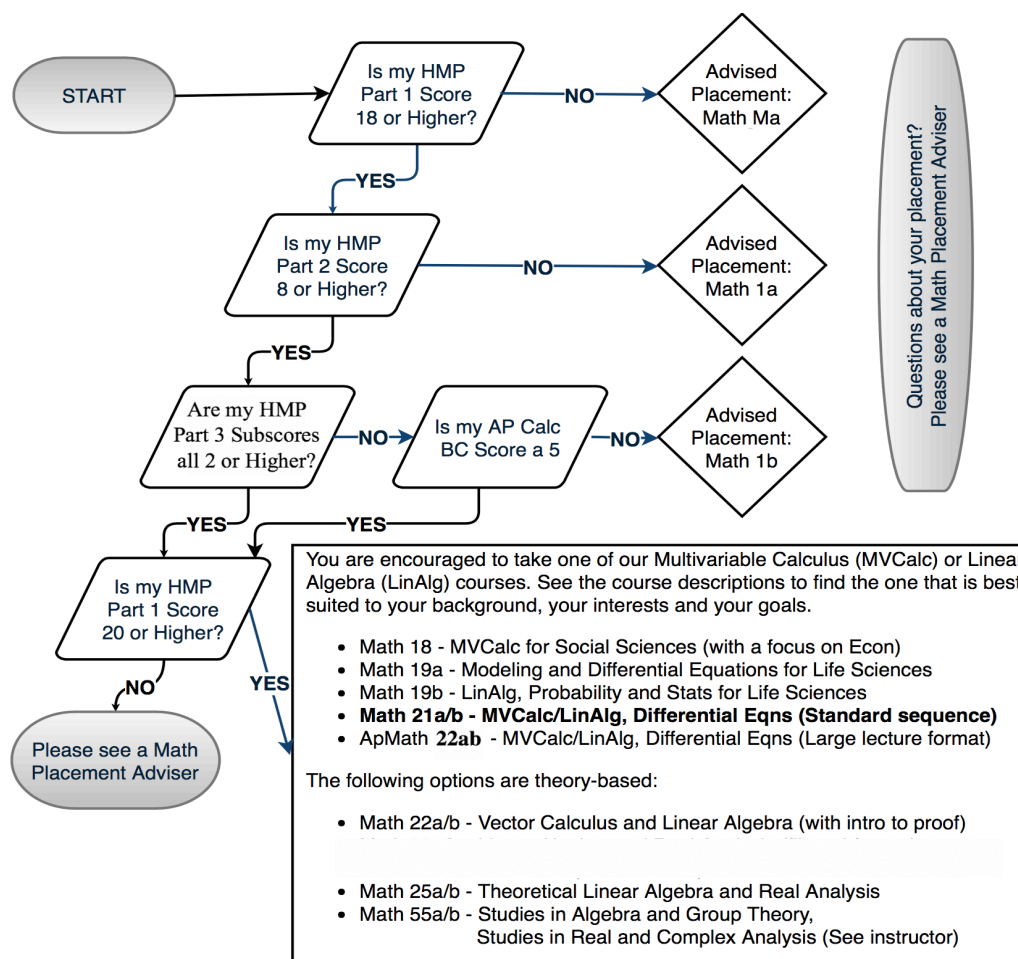 START
Is my HMP
Part 1 Score
18 or Higher?
NO
Advised
Placement:
Math Ma
YES
Is my HMP
Part 2 Score
8 or Higher?
NO
Advised
Placement:
Math 1a
YES
Are my HMP
Part 3 Subscores
all 2 or Higher?
NO
Is my AP Calc
BC Score a 5
NO
Advised
Placement:
Math 1b
YES
YES
Is my HMP
Part 1 Score
20 or Higher?
YES
NO
Please see a Math
Placement Adviser
You are encouraged to take one of our Multivariable Calculus (MVCalc) or Linear
Algebra (LinAlg) courses. See the course descriptions to find the one that is best
suited to your background, your interests and your goals.
• Math 18 - MVCalc for Social Sciences (with a focus on Econ)
• Math 19a - Modeling and Differential Equations for Life Sciences
• Math 19b - LinAlg, Probability and Stats for Life Sciences
• Math 21a/b - MVCalc/LinAlg, Differential Eqns (Standard sequence)
• ApMath 22ab - MVCalc/LinAlg, Differential Eqns (Large lecture format)
The following options are theory-based:
• Math 22a/b - Vector Calculus and Linear Algebra (with intro to proof)
• Math 25a/b - Theoretical Linear Algebra and Real Analysis
• Math 55a/b - Studies in Algebra and Group Theory,
Studies in Real and Complex Analysis (See instructor)
Questions about your placement?
Please see a Math Placement Adviser